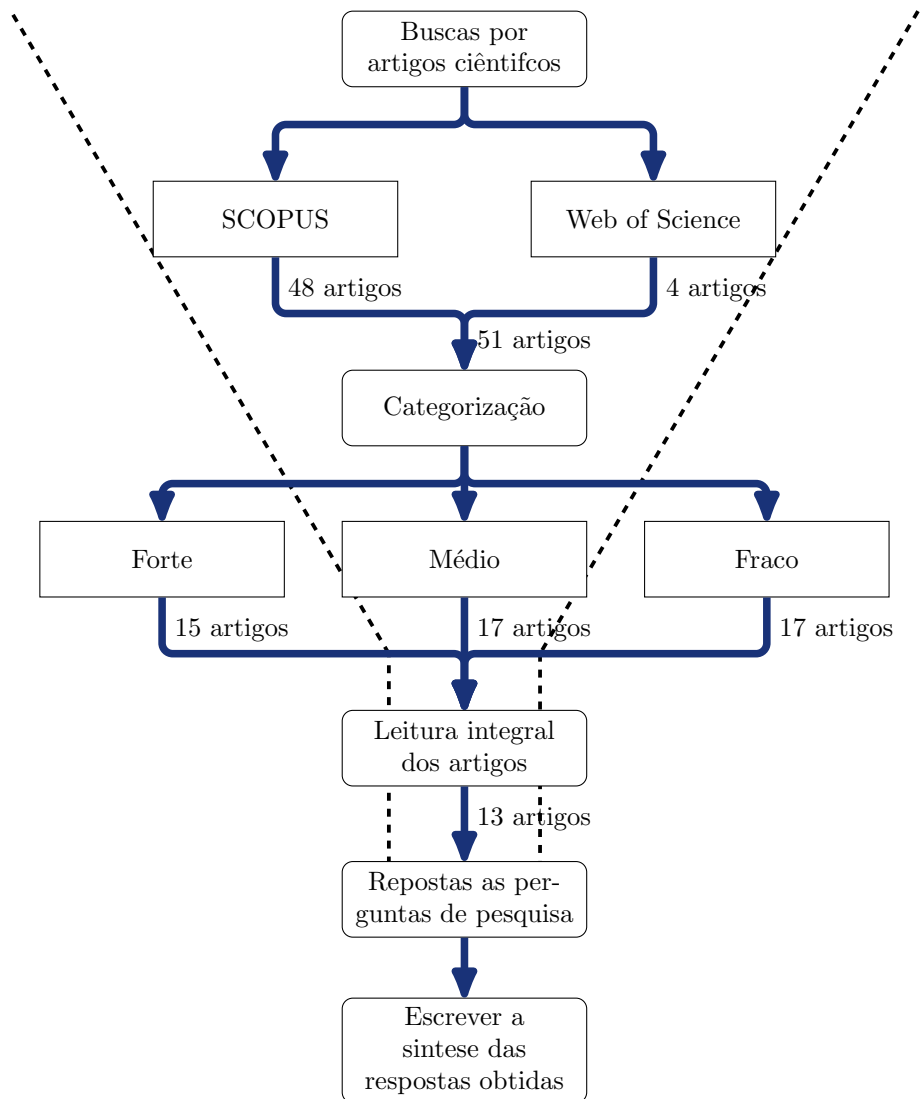 Buscas por
artigos ciêntifcos
SCOPUS
Web of Science
48 artigos
4 artigos
51 artigos
Categorização
Forte
Médio
Fraco
15 artigos
17 artigos
17 artigos
Leitura integral
dos artigos
13 artigos
Repostas as per-
guntas de pesquisa
Escrever a
sintese das
respostas obtidas